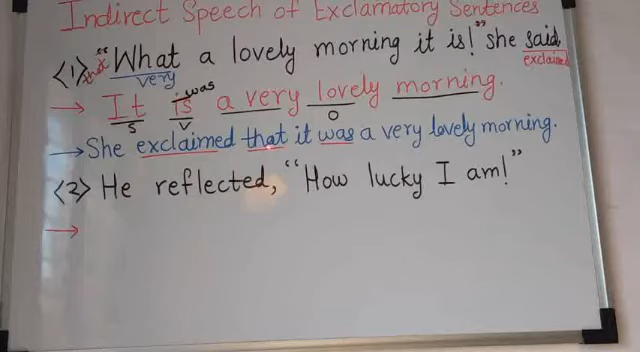 Indirect Speech of Exclamatory Sentences
<1> "What a lovely morning it is!" she said.
that very exclaimed
was
→ It is a very lovely morning.
S V O
→ She exclaimed that it was a very lovely morning.
<2> He reflected, "How lucky I am!"
→